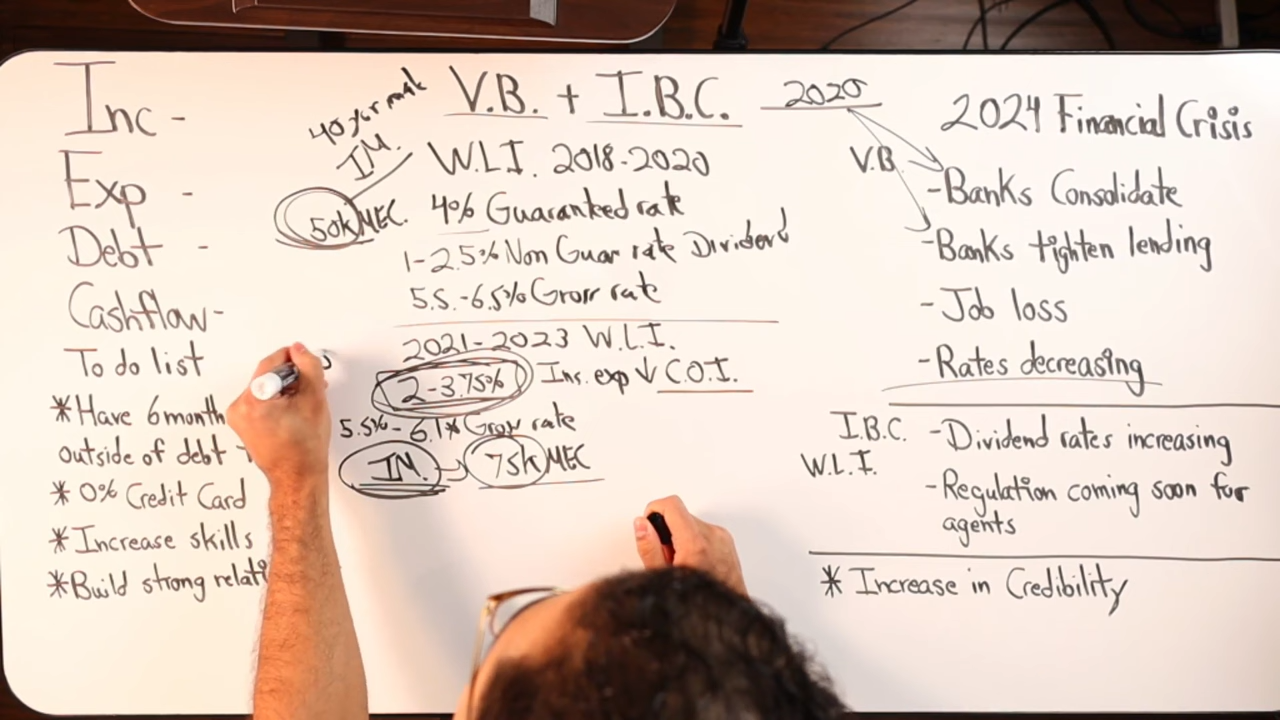 Inc -
Exp -
Debt -
Cashflow -
To do list
* Have 6 month
outside of debt
* 0% Credit Card
* Increase skills
* Build strong relati
V.B. + I.B.C.
40 yr male
I.M.
50k MEC.
W.L.I. 2018-2020
4% Guaranteed rate
1-2.5% Non Guar rate Dividend
5.5.-6.5% Gross rate
2021-2023 W.L.I.
2-3.75% Ins. exp ↓ C.O.I.
5.5%-6.1% Gross rate
I.M. → 75k MEC
2020
2024 Financial Crisis
V.B.
- Banks Consolidate
- Banks tighten lending
- Job loss
- Rates decreasing
I.B.C. - Dividend rates increasing
W.L.I.
- Regulation coming soon for
agents
* Increase in Credibility